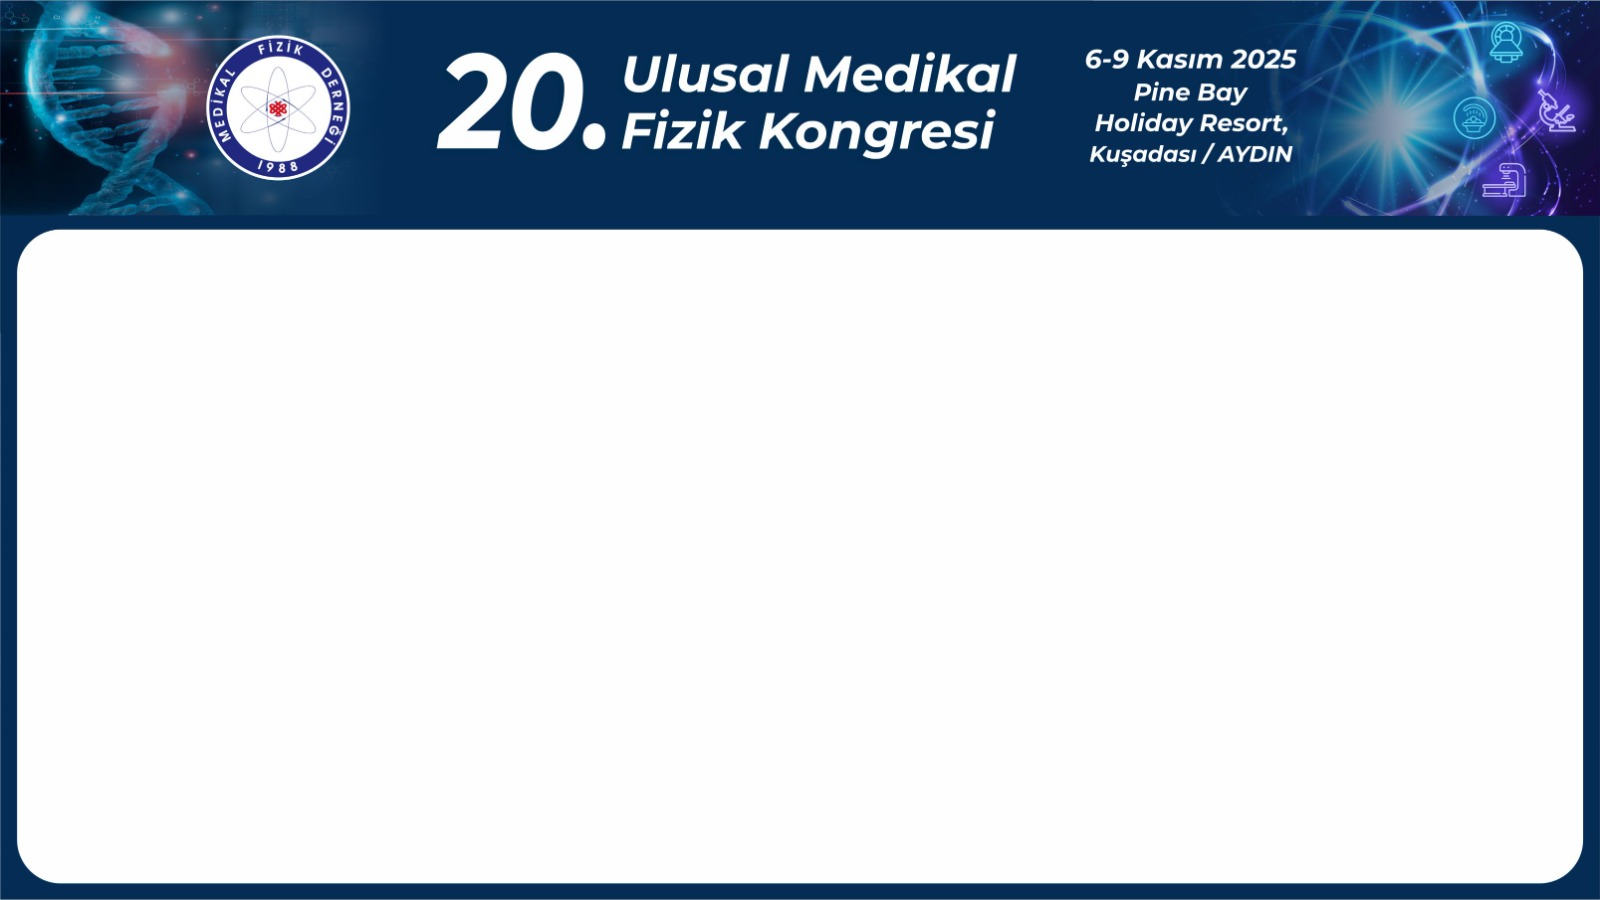 MEDİKAL FİZİK DERNEĞİ
1988
20. Ulusal Medikal
Fizik Kongresi
6-9 Kasım 2025
Pine Bay
Holiday Resort,
Kuşadası / AYDIN